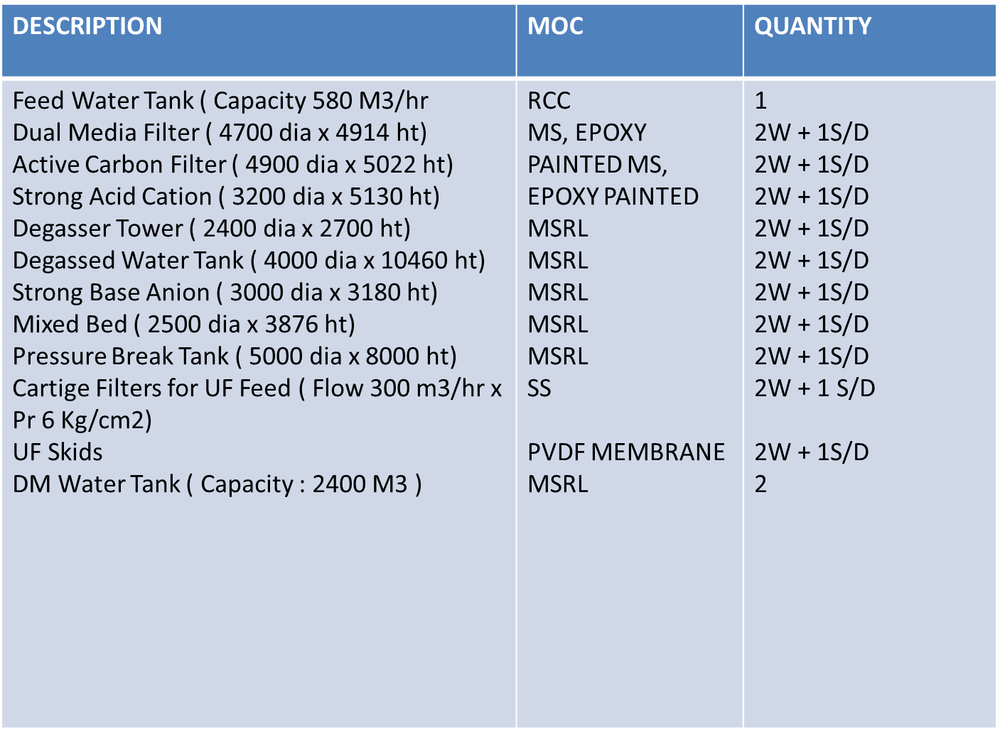 DESCRIPTION MOC QUANTITY
Feed Water Tank ( Capacity 580 M3/hr RCC 1
Dual Media Filter ( 4700 dia x 4914 ht) MS, EPOXY 2W + 1S/D
Active Carbon Filter ( 4900 dia x 5022 ht) PAINTED MS, 2W + 1S/D
Strong Acid Cation ( 3200 dia x 5130 ht) EPOXY PAINTED 2W + 1S/D
Degasser Tower ( 2400 dia x 2700 ht) MSRL 2W + 1S/D
Degassed Water Tank ( 4000 dia x 10460 ht) MSRL 2W + 1S/D
Strong Base Anion ( 3000 dia x 3180 ht) MSRL 2W + 1S/D
Mixed Bed ( 2500 dia x 3876 ht) MSRL 2W + 1S/D
Pressure Break Tank ( 5000 dia x 8000 ht) MSRL 2W + 1S/D
Cartige Filters for UF Feed ( Flow 300 m3/hr x SS 2W + 1 S/D
Pr 6 Kg/cm2)
UF Skids PVDF MEMBRANE 2W + 1S/D
DM Water Tank ( Capacity : 2400 M3 ) MSRL 2